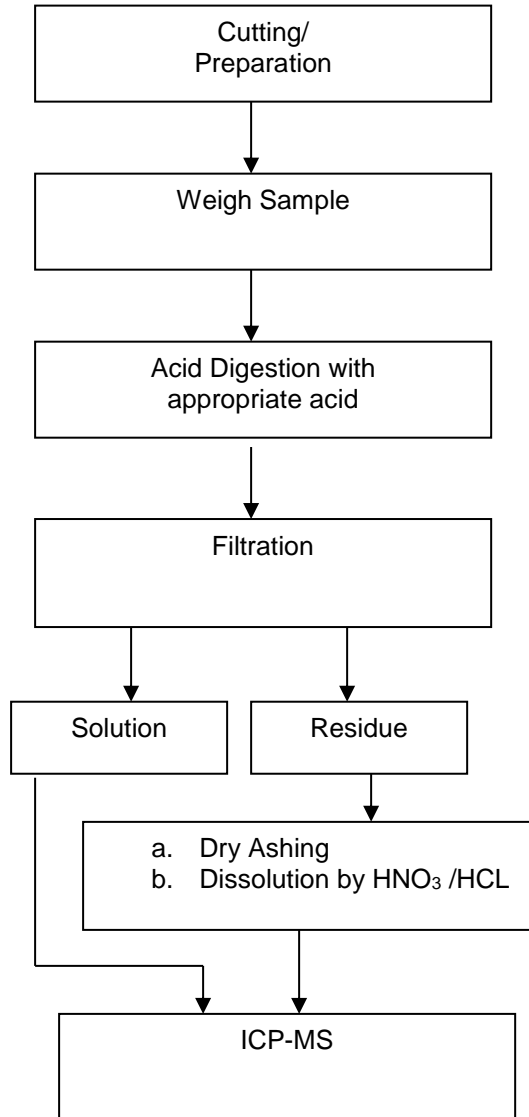 Cutting/
Preparation
Weigh Sample
Acid Digestion with
appropriate acid
Filtration
Solution
Residue
a. Dry Ashing
b. Dissolution by HNO₃ /HCL
ICP-MS